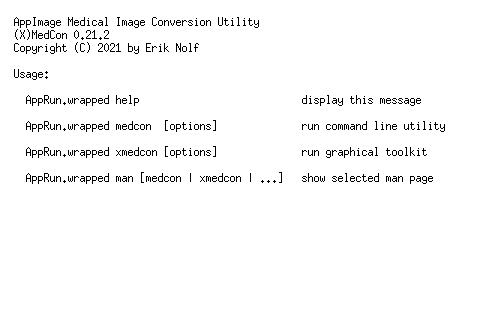 AppImage Medical Image Conversion Utility
(X)MedCon 0.21.2
Copyright (C) 2021 by Erik Nolf
Usage:
AppRun.wrapped help display this message
AppRun.wrapped medcon [options] run command line utility
AppRun.wrapped xmedcon [options] run graphical toolkit
AppRun.wrapped man [medcon | xmedcon | ...] show selected man page